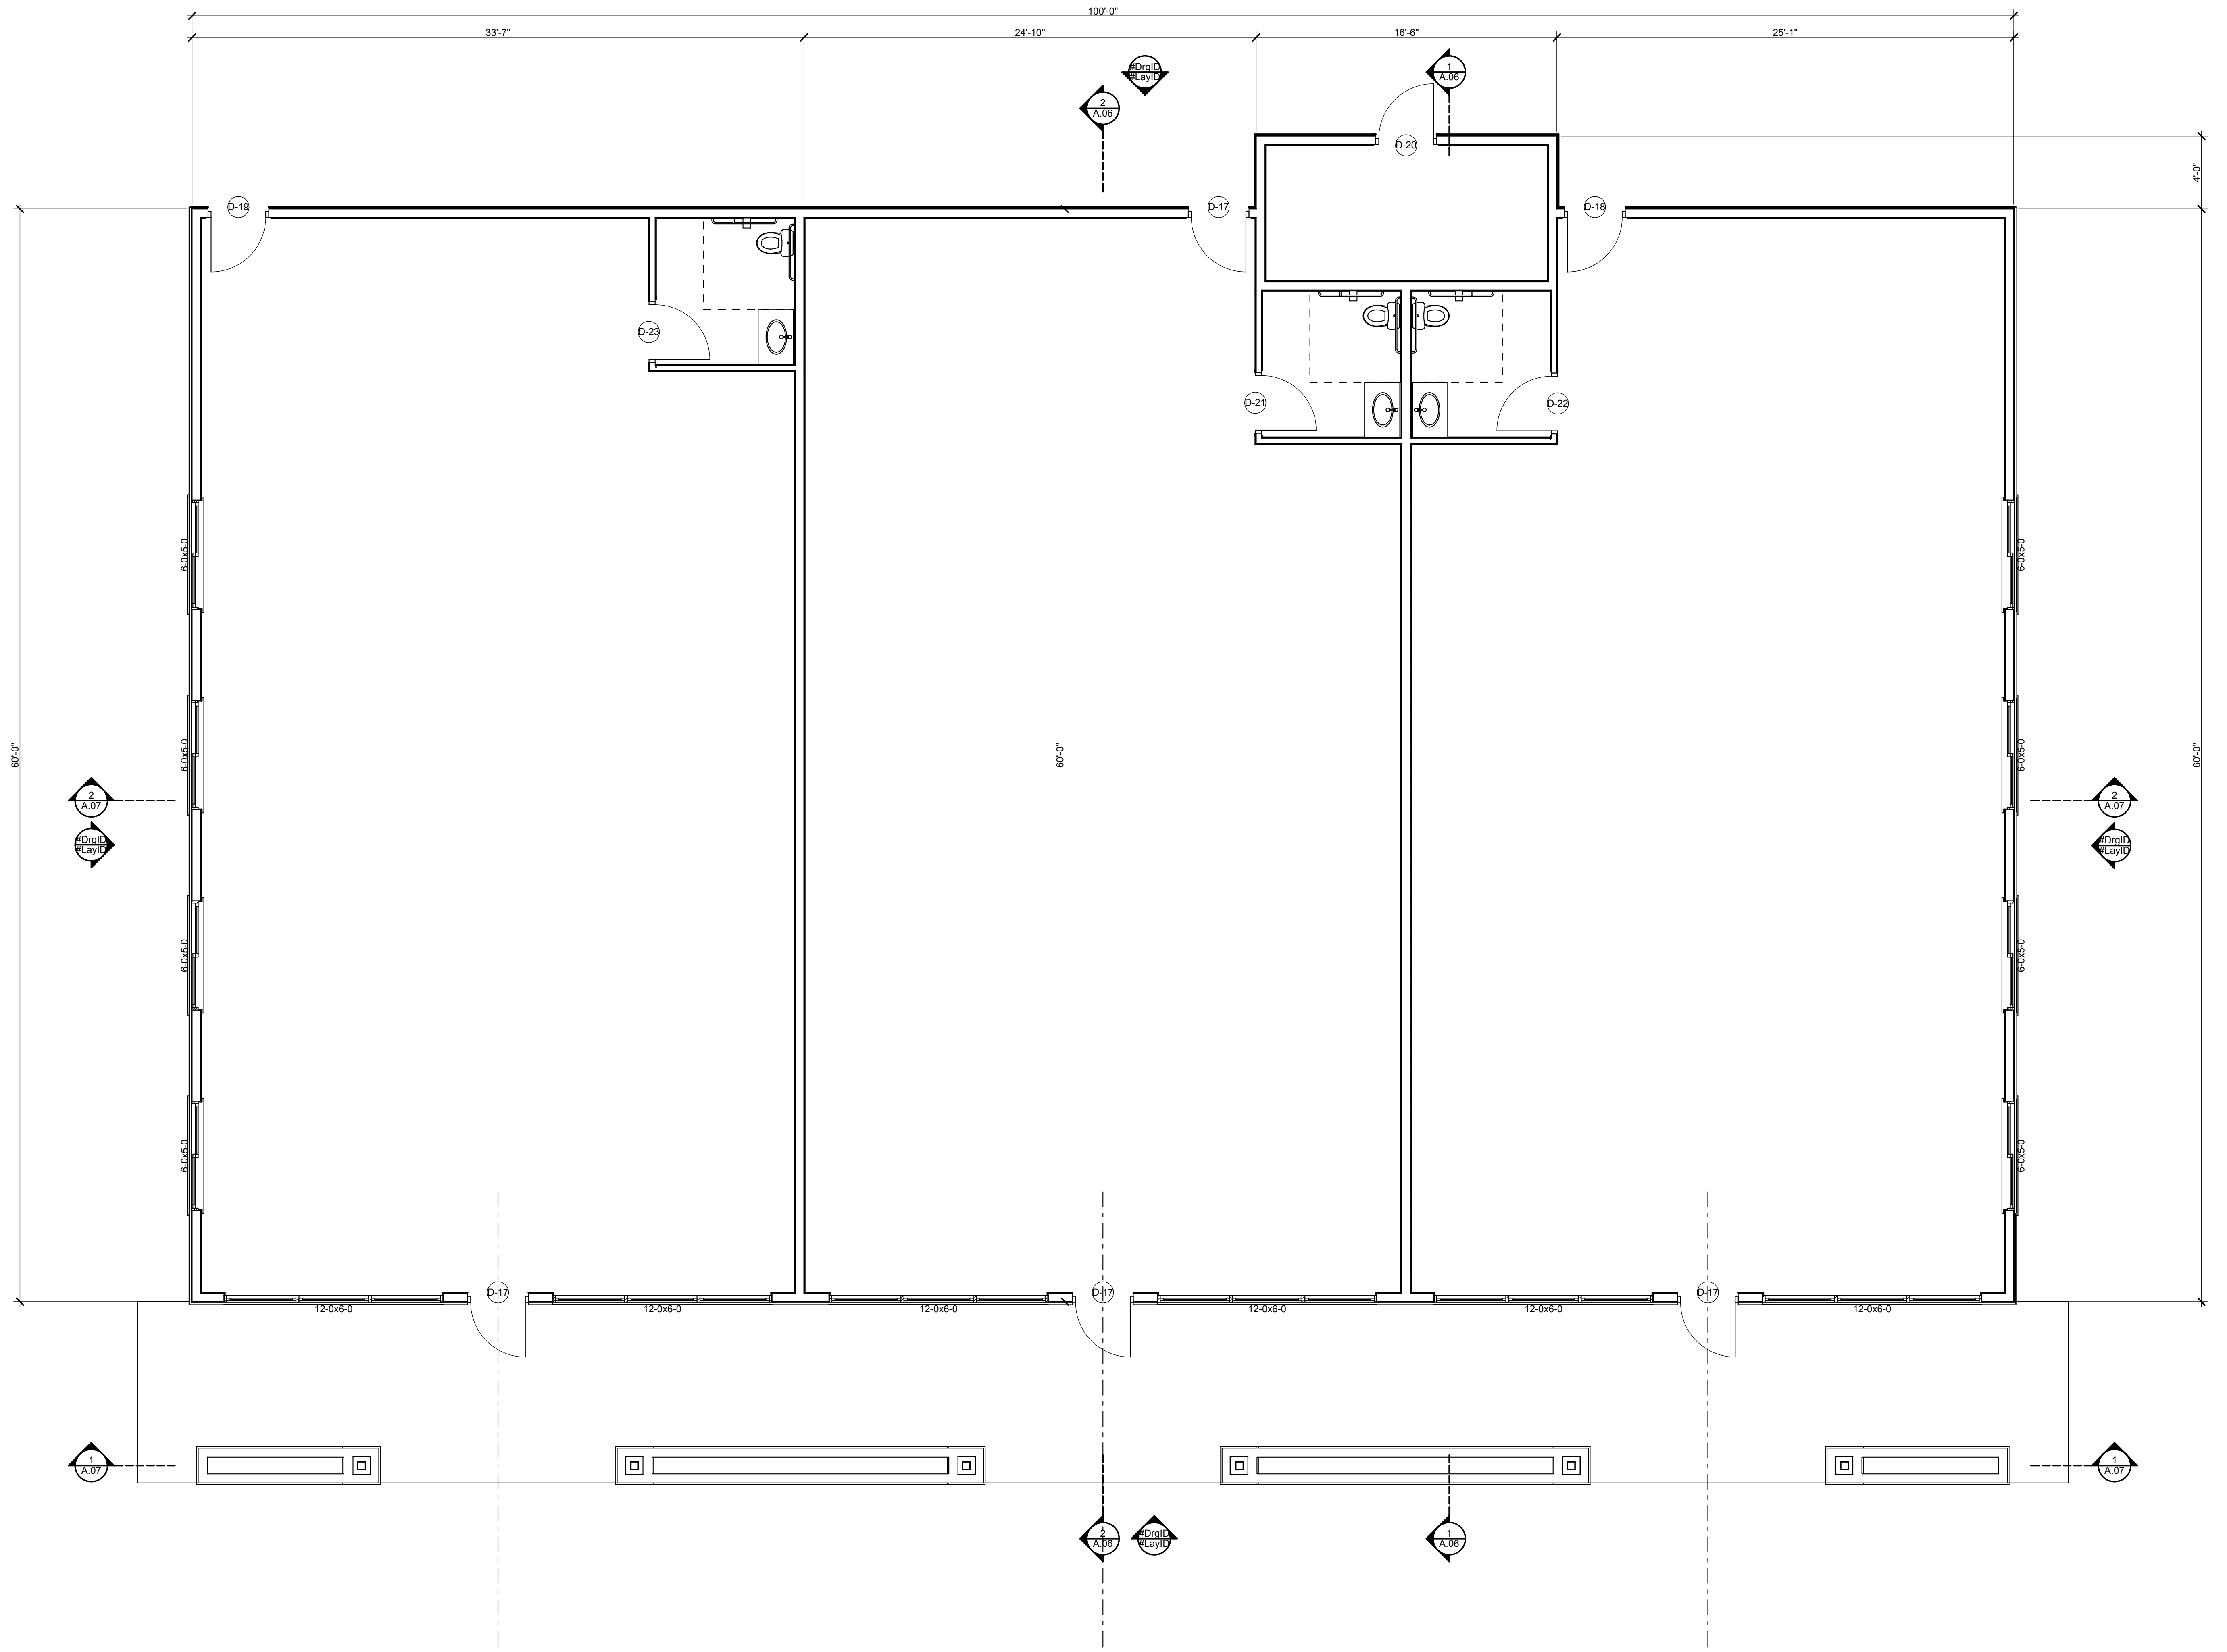 100'-0"
33'-7"
24'-10"
16'-6"
25'-1"
#DrgID
#LayID
1
A.06
2
A.06
D-20
4'-0"
D-19
D-17
D-18
D-23
D-21
D-22
6-0x5-0
6-0x5-0
60'-0"
60'-0"
60'-0"
6-0x5-0
6-0x5-0
2
A.07
2
A.07
#DrgID
#LayID
#DrgID
#LayID
6-0x5-0
6-0x5-0
6-0x5-0
6-0x5-0
D-17
D-17
D-17
12-0x6-0
12-0x6-0
12-0x6-0
12-0x6-0
12-0x6-0
12-0x6-0
1
A.07
1
A.07
2
A.06
#DrgID
#LayID
1
A.06